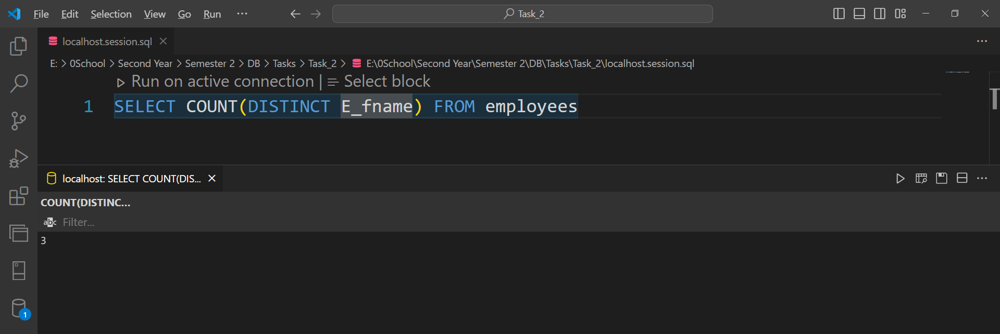 File Edit Selection View Go Run ··· Task_2
localhost.session.sql
E: > 0School > Second Year > Semester 2 > DB > Tasks > Task_2 > E:\0School\Second Year\Semester 2\DB\Tasks\Task_2\localhost.session.sql
Run on active connection | Select block
1 SELECT COUNT(DISTINCT E_fname) FROM employees
localhost: SELECT COUNT(DIS...
COUNT(DISTINC...
abc Filter...
3
1